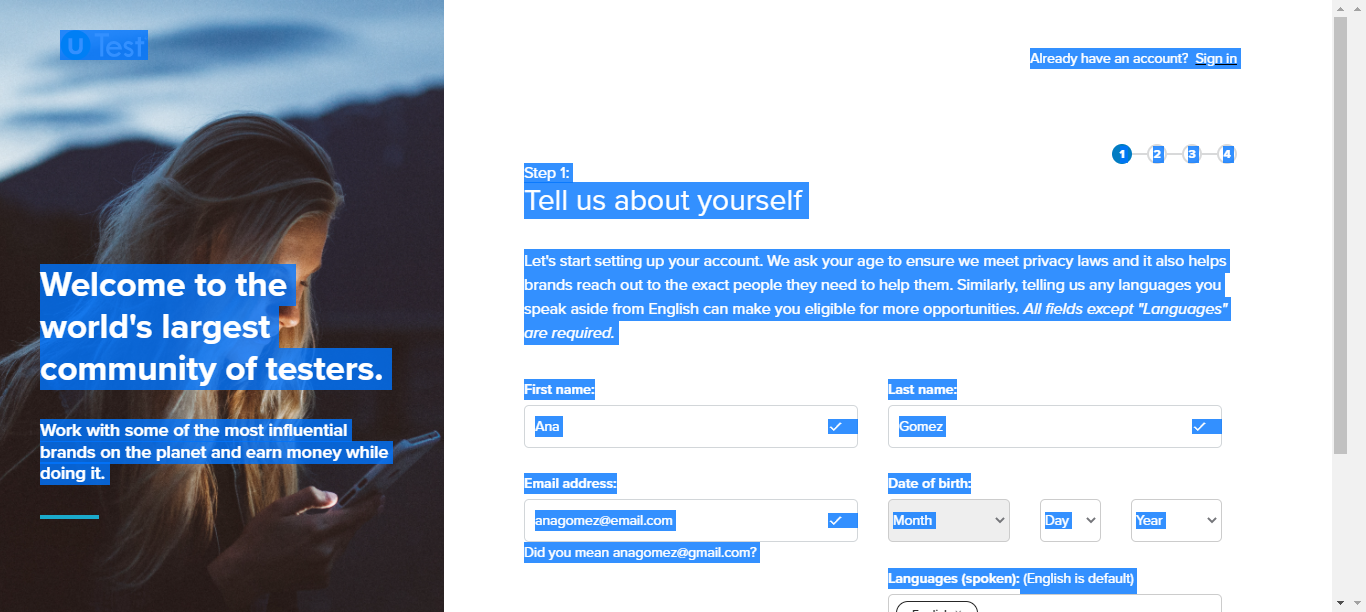 U Test
Already have an account? Sign in
1 2 3 4
Step 1:
Tell us about yourself
Let's start setting up your account. We ask your age to ensure we meet privacy laws and it also helps
brands reach out to the exact people they need to help them. Similarly, telling us any languages you
speak aside from English can make you eligible for more opportunities. All fields except "Languages"
are required.
Welcome to the
world's largest
community of testers.
Work with some of the most influential
brands on the planet and earn money while
doing it.
First name: Last name:
Ana Gomez
Email address: Date of birth:
anagomez@email.com Month Day Year
Did you mean anagomez@gmail.com?
Languages (spoken): (English is default)